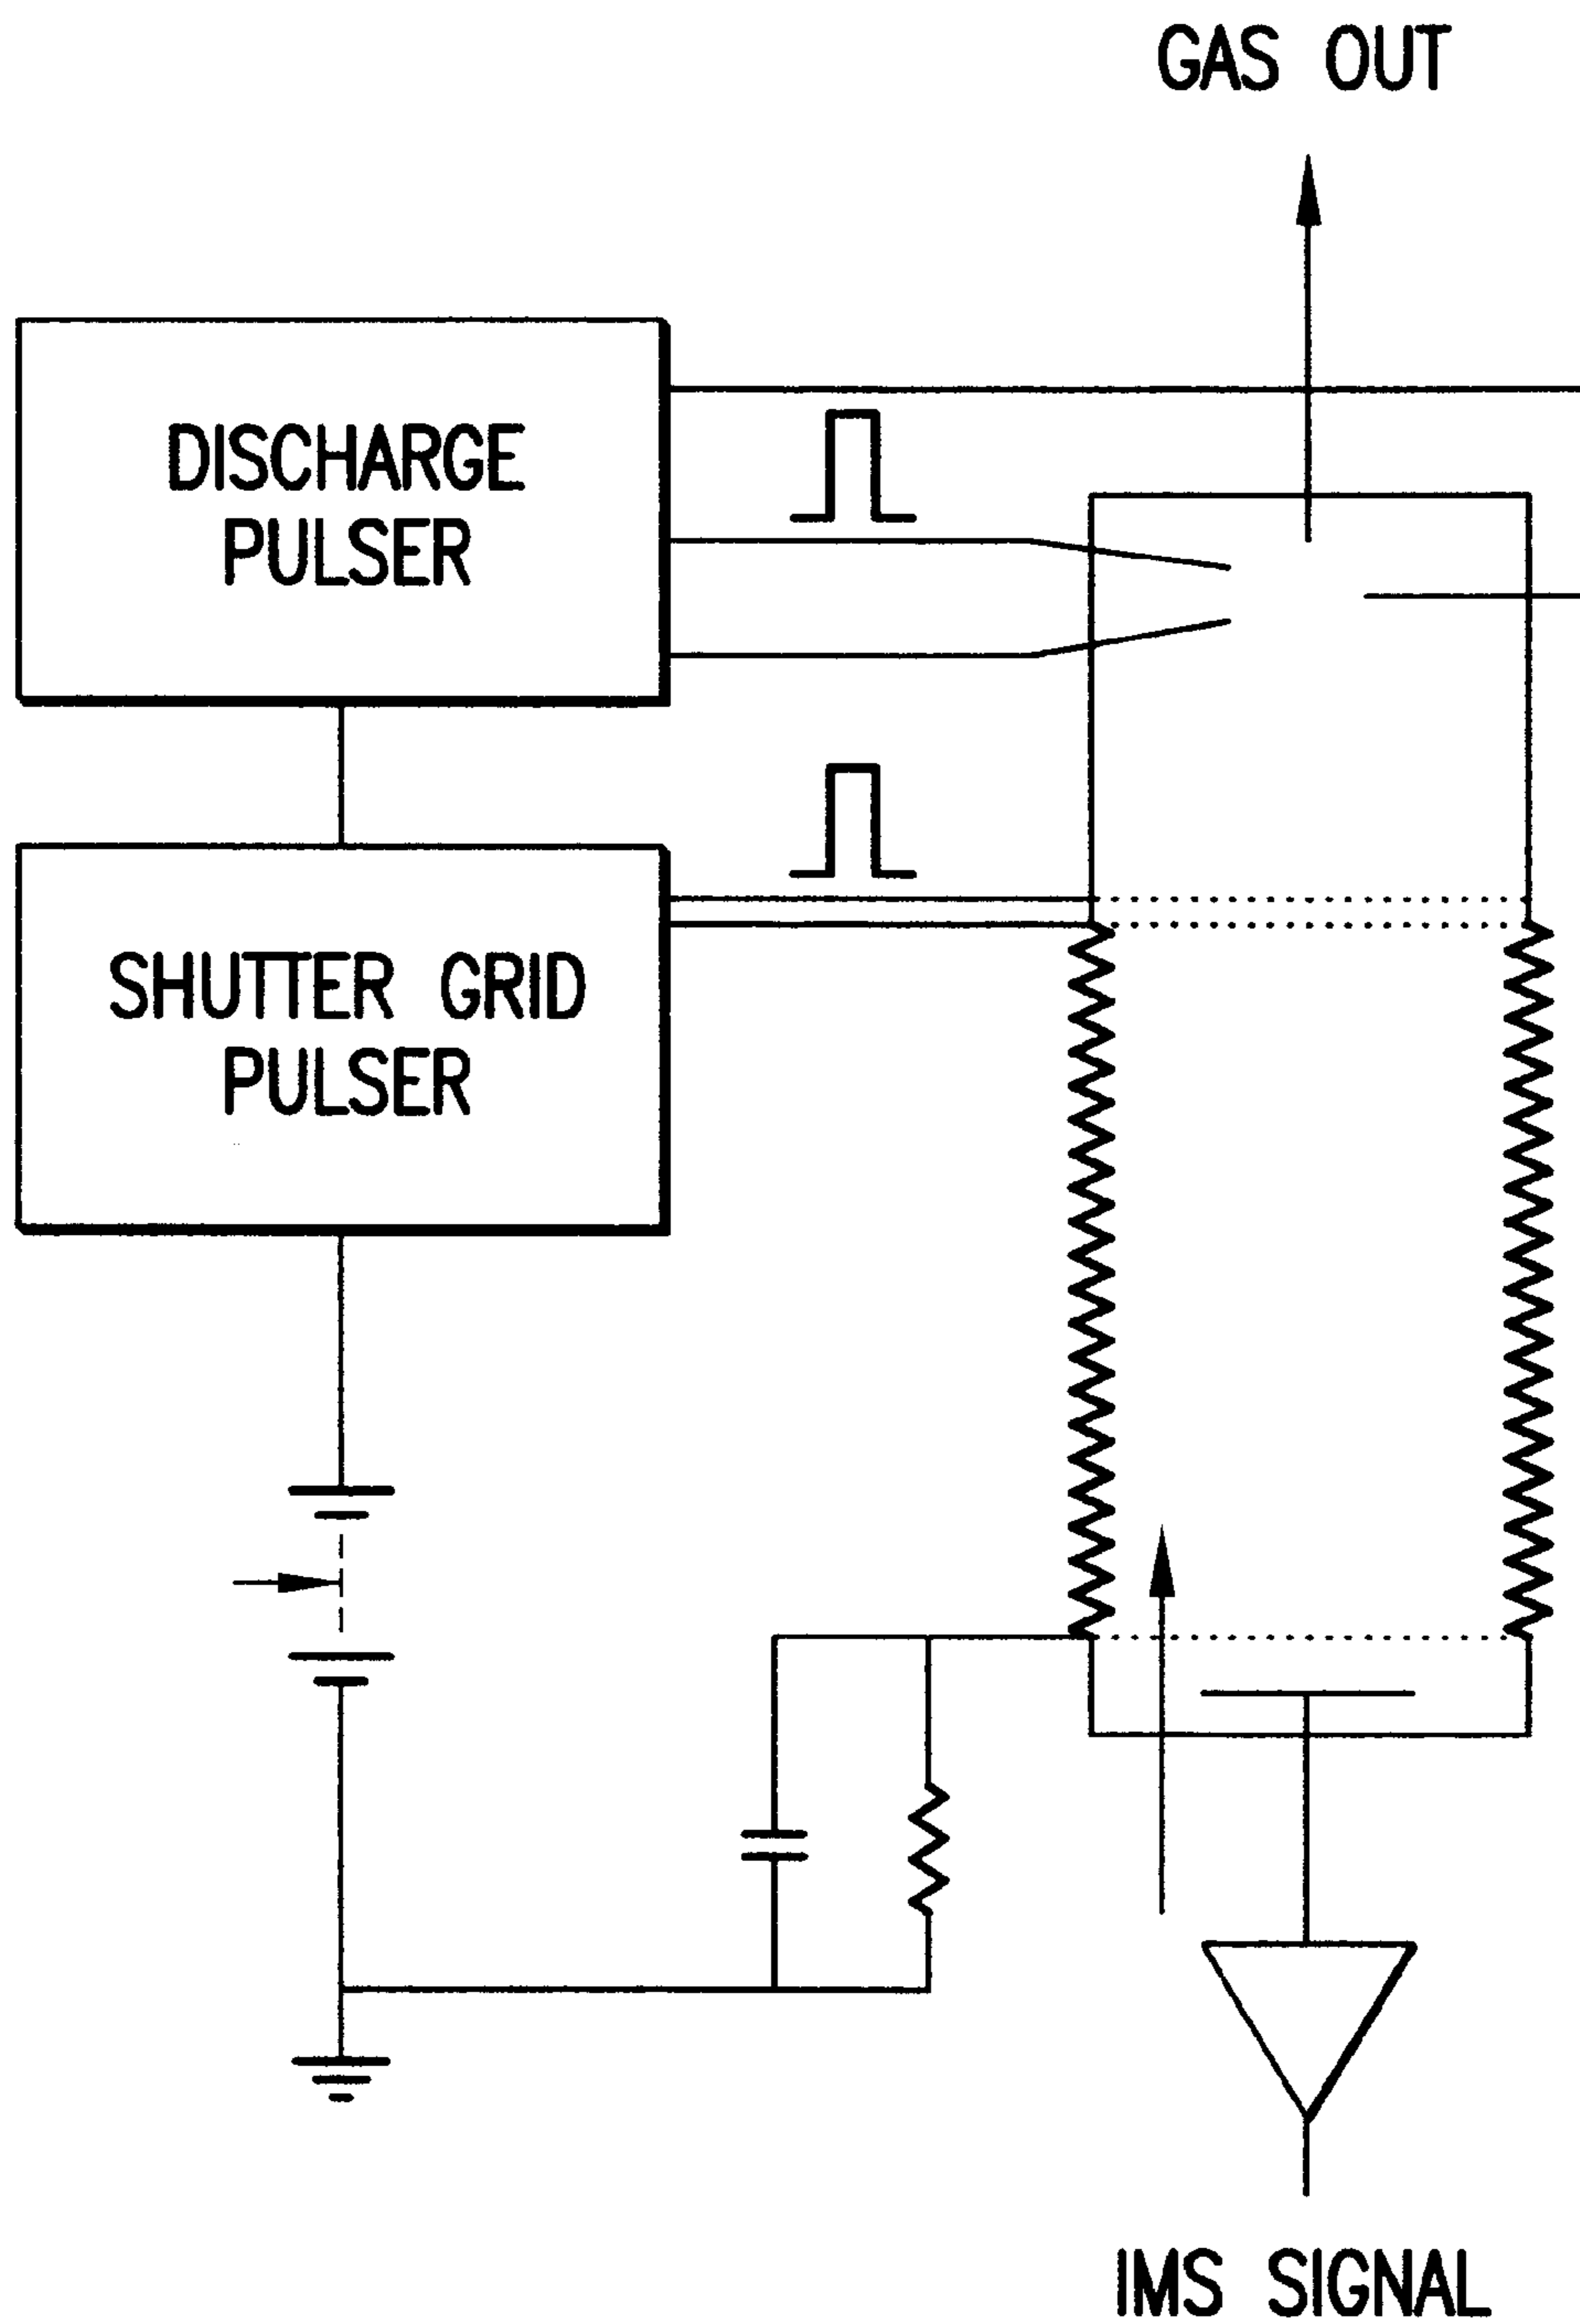 GAS OUT
DISCHARGE
PULSER
SHUTTER GRID
PULSER
IMS SIGNAL